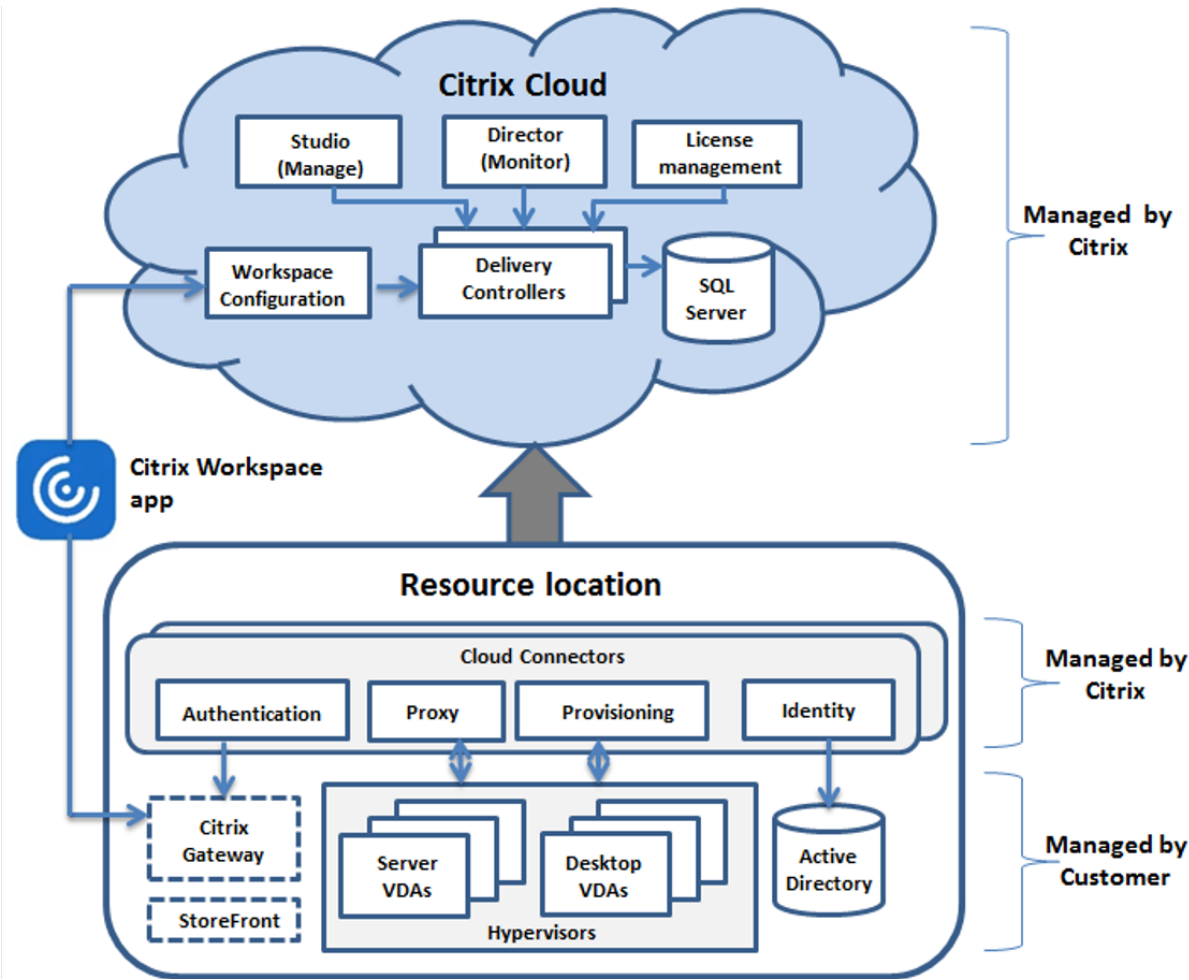 Citrix Cloud
Studio
(Manage)
Director
(Monitor)
License
management
Managed by
Citrix
Workspace
Configuration
Delivery
Controllers
SQL
Server
Citrix Workspace
app
Resource location
Cloud Connectors
Authentication
Proxy
Provisioning
Identity
Managed by
Citrix
Citrix
Gateway
StoreFront
Server
VDAs
Desktop
VDAs
Hypervisors
Active
Directory
Managed by
Customer